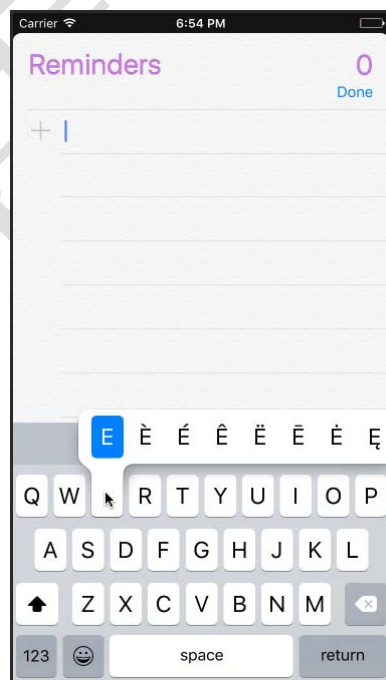 Carrier 6:54 PM
Reminders 0
Done
E È É Ê Ë Ē Ė Ę
Q W R T Y U I O P
A S D F G H J K L
Z X C V B N M
123 space return